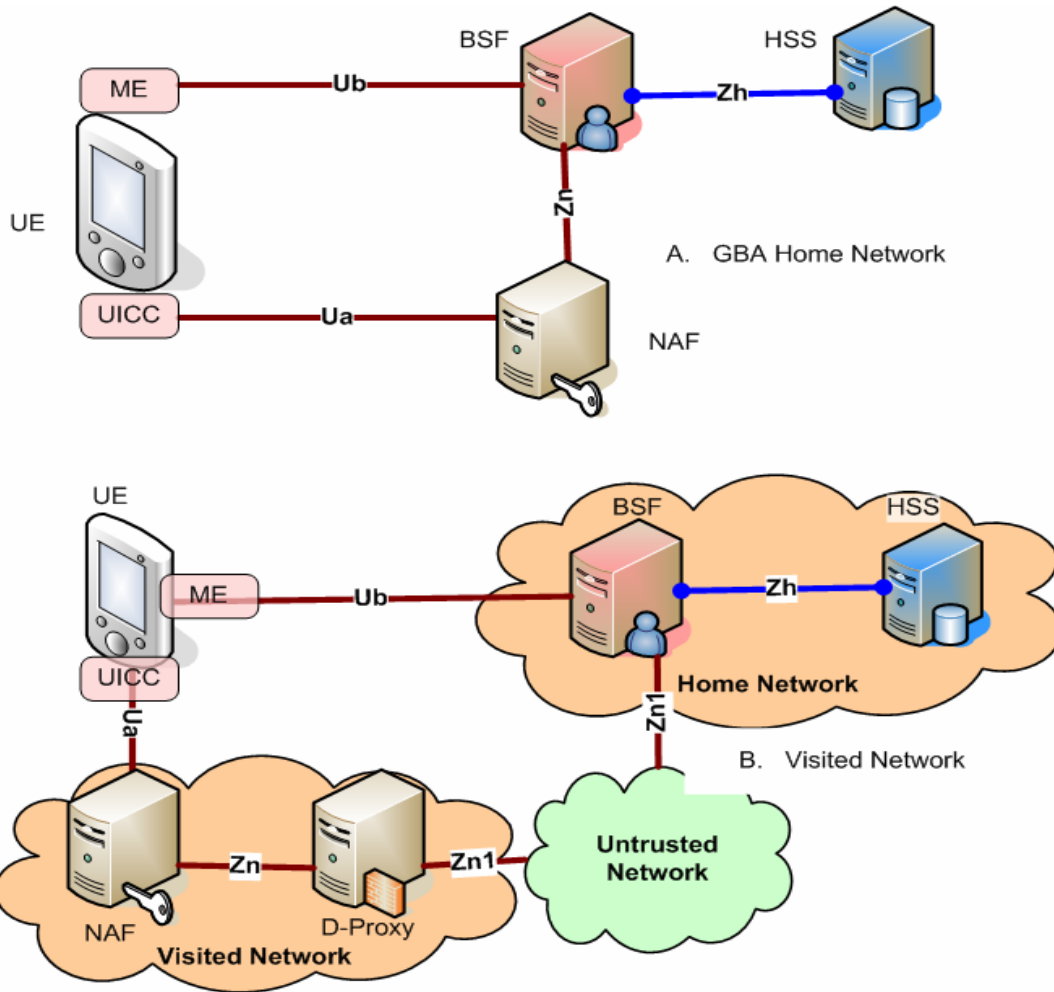 BSF
HSS
ME
Ub
Zh
UE
Zn
A. GBA Home Network
UICC
Ua
NAF
UE
BSF
HSS
ME
Ub
Zh
UICC
Home Network
Ua
Zn1
B. Visited Network
Untrusted
Network
Zn
Zn1
NAF
D-Proxy
Visited Network